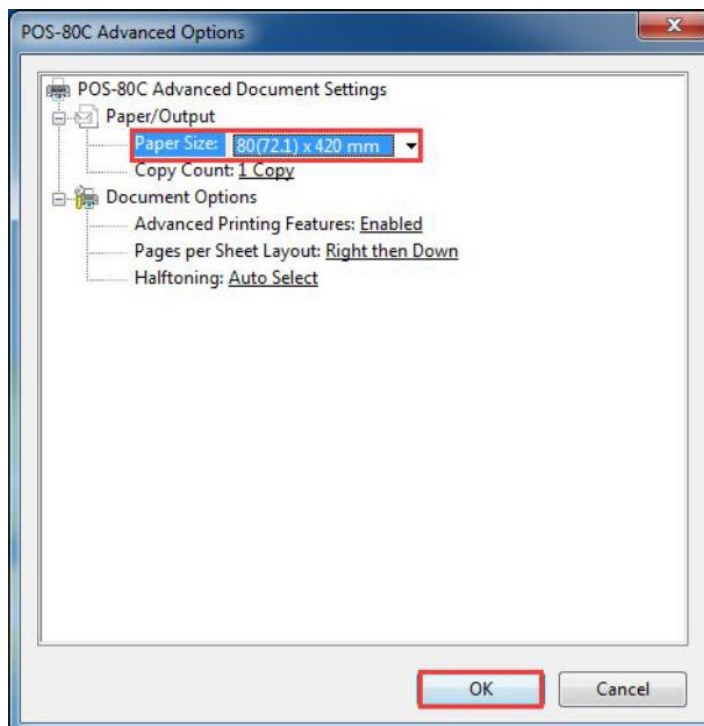 POS-80C Advanced Options
POS-80C Advanced Document Settings
Paper/Output
Paper Size: 80(72.1) x 420 mm
Copy Count: 1 Copy
Document Options
Advanced Printing Features: Enabled
Pages per Sheet Layout: Right then Down
Halftoning: Auto Select
OK Cancel